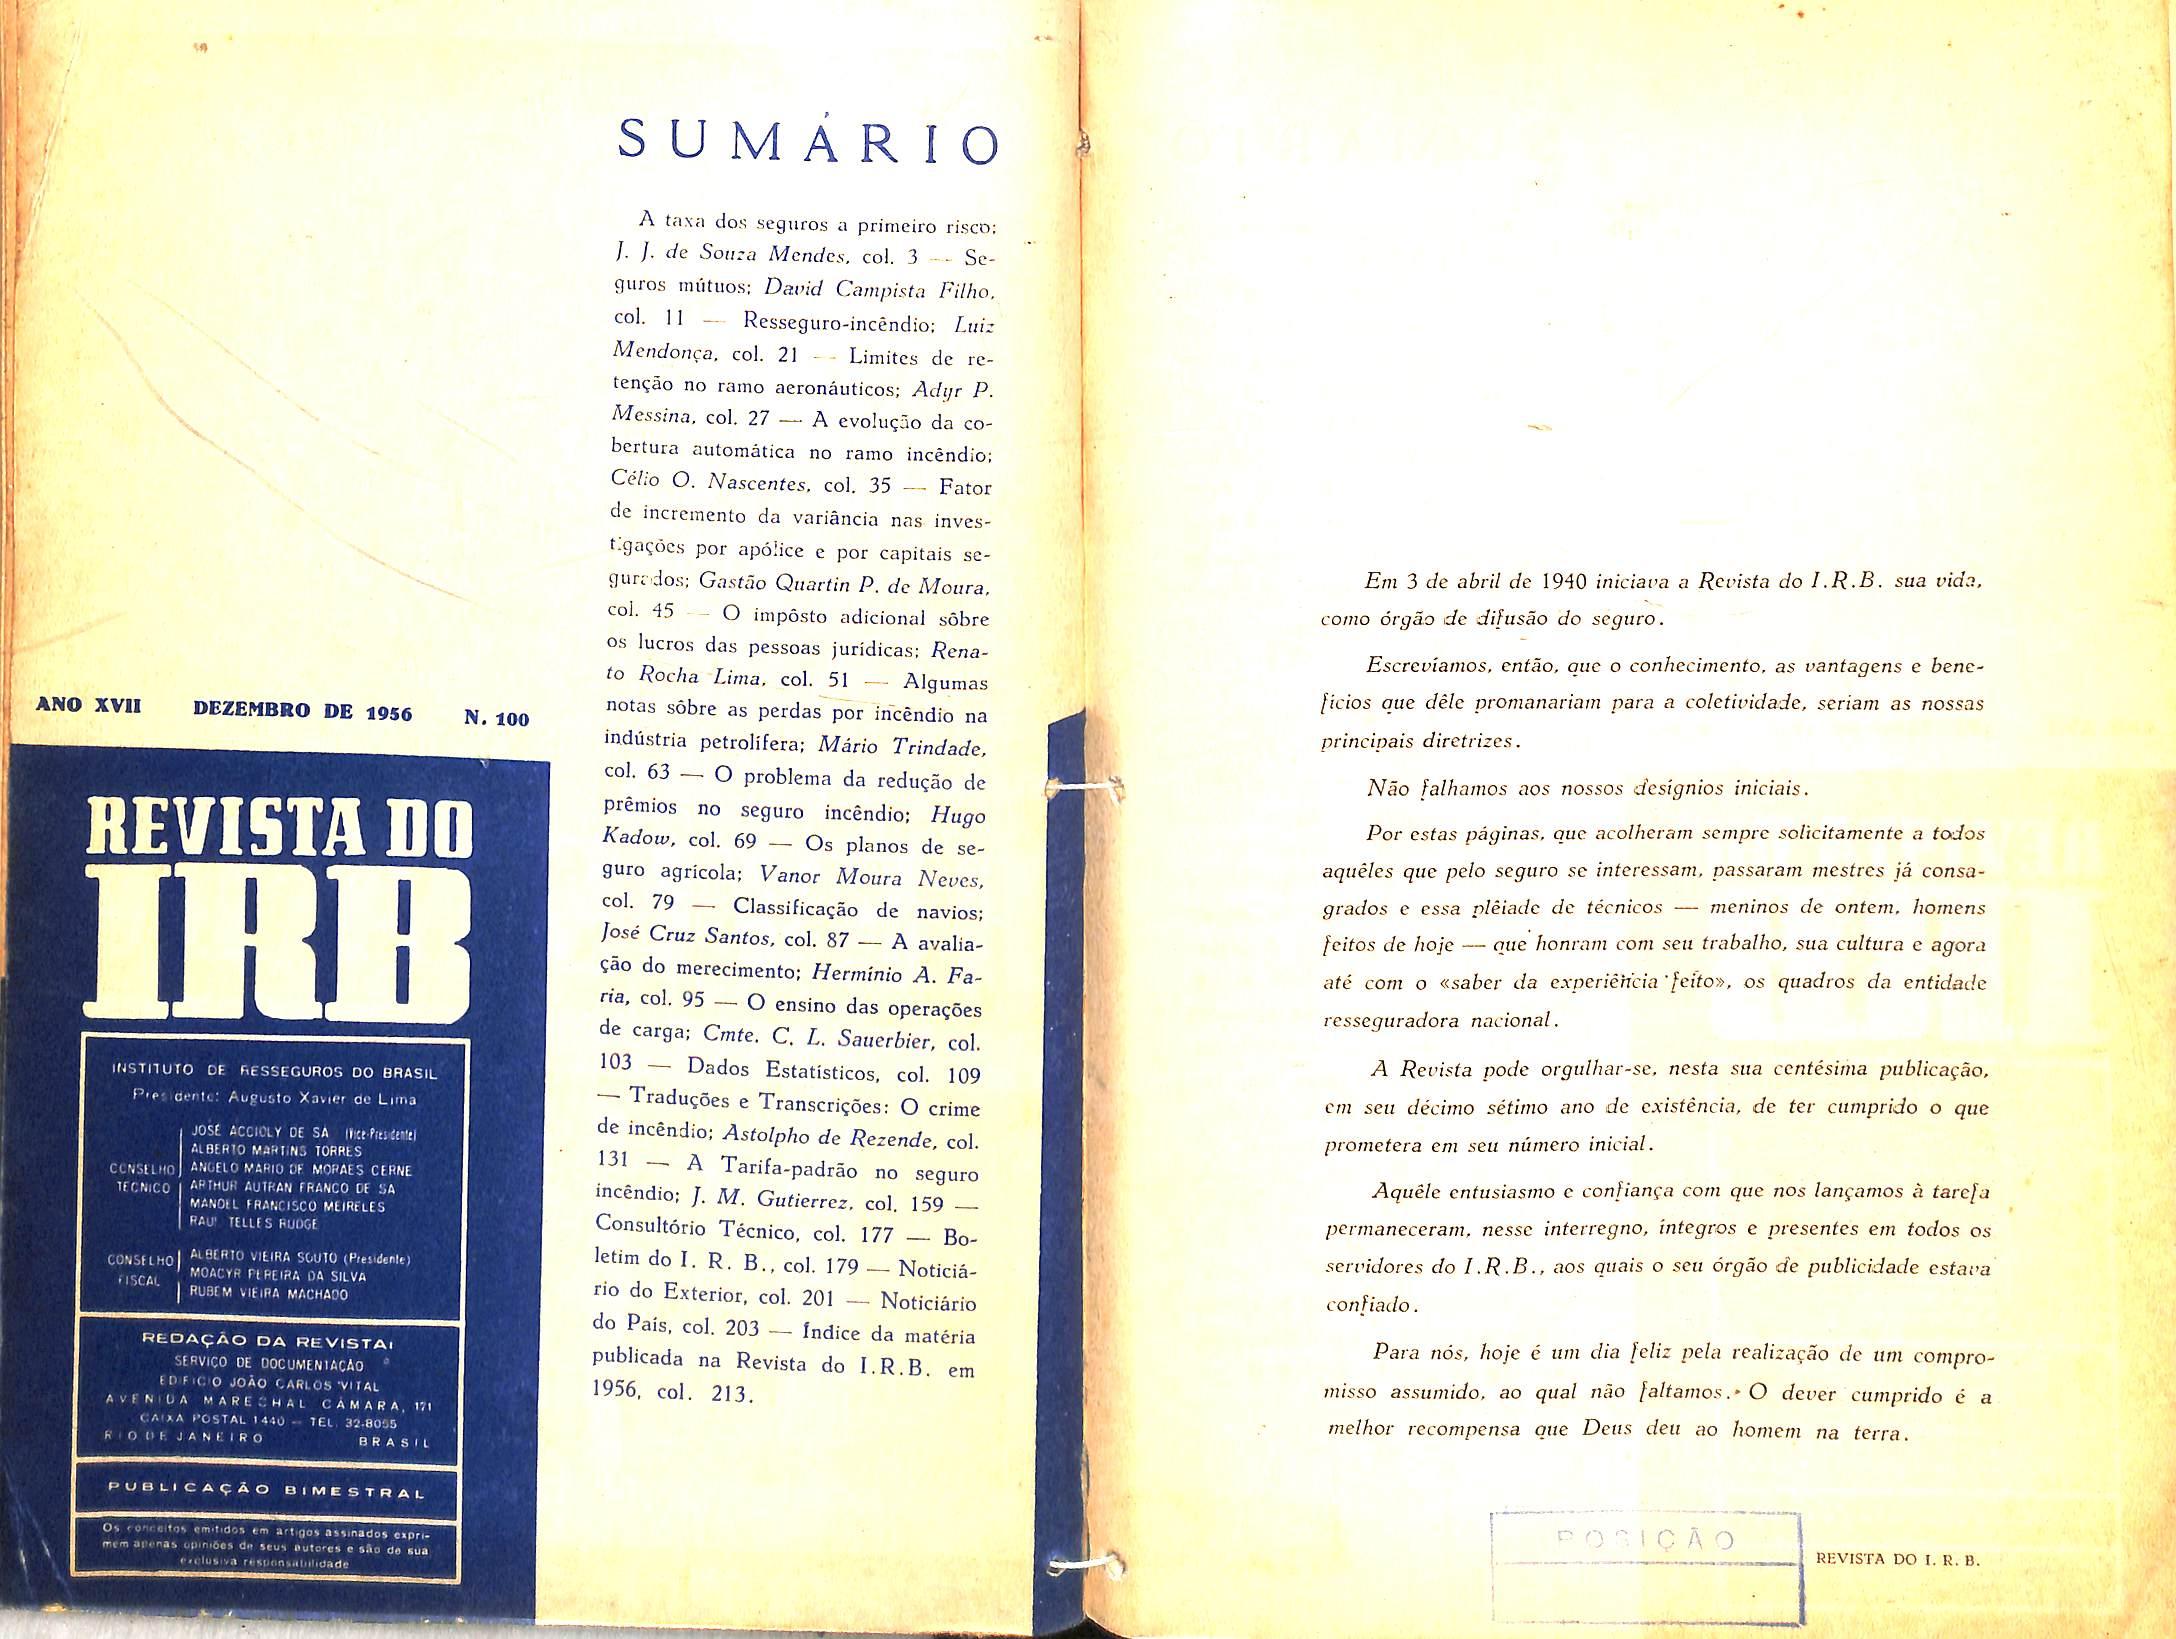 SUMÁRIO
A taxa dos seguros a primeiro risco;
J. J. de Souza Mendes, col. 3 — Se-
guros mútuos; David Campista Filho,
col. 11 — Resseguro-incêndio; Luiz
Mendonça, col. 21 — Limites de re-
tenção no ramo aeronáuticos; Adyr P.
Messina, col. 27 — A evolução da co-
bertura automática no ramo incêndio;
Célio O. Nascentes, col. 35 — Fator
de incremento da variância nas inves-
tigações por apólice e por capitais se-
gurados; Gastão Quartin P. de Moura,
col. 45 — O impôsto adicional sôbre
os lucros das pessoas jurídicas; Rena-
to Rocha Lima, col. 51 — Algumas
notas sôbre as perdas por incêndio na
indústria petrolífera; Mário Trindade,
col. 63 — O problema da redução de
prêmios no seguro incêndio; Hugo
Kadow, col. 69 — Os planos de se-
guro agrícola; Vanor Moura Neves,
col. 79 — Classificação de navios;
José Cruz Santos, col. 87 — A avalia-
ção do merecimento; Hermínio A. Fa-
ria, col. 95 — O ensino das operações
de carga; Cmte. C. L. Sauerbier, col.
103 — Dados Estatísticos, col. 109
— Traduções e Transcrições: O crime
de incêndio; Astolpho de Rezende, col.
131 — A Tarifa-padrão no seguro
incêndio; J. M. Gutierrez, col. 159 —
Consultório Técnico, col. 177 — Bo-
letim do I. R. B., col. 179 — Noticiá-
rio do Exterior, col. 201 — Noticiário
do País, col. 203 — Índice da matéria
publicada na Revista do I.R.B. em
1956, col. 213.
ANO XVII DEZEMBRO DE 1956 N. 100
REVISTA DO
IRB
INSTITUTO DE RESSEGUROS DO BRASIL
Presidente: Augusto Xavier de Lima
CONSELHO TÉCNICO
JOSÉ ACCIOLY DE SÁ (Vice-Presidente)
ALBERTO MARTINS TORRES
ANGELO MARIO DE MORAES CERNE
ARTHUR AUTRAN FRANCO DE SÁ
MANOEL FRANCISCO MEIRELES
RAUL TELLES RUDGE
CONSELHO FISCAL
ALBERTO VIEIRA SOUTO (Presidente)
MOACYR PEREIRA DA SILVA
RUBEM VIEIRA MACHADO
REDAÇÃO DA REVISTA:
SERVIÇO DE DOCUMENTAÇÃO
EDIFICIO JOÃO CARLOS VITAL
AVENIDA MARECHAL CÂMARA, 171
CAIXA POSTAL 1440 — TEL. 32-8055
RIO DE JANEIRO BRASIL
PUBLICAÇÃO BIMESTRAL
Os conceitos emitidos em artigos assinados expri-
mem apenas opiniões de seus autores e são de sua
exclusiva responsabilidade
Em 3 de abril de 1940 iniciava a Revista do I.R.B. sua vida,
como órgão de difusão do seguro.
Escrevíamos, então, que o conhecimento, as vantagens e bene-
fícios que dêle promanariam para a coletividade, seriam as nossas
principais diretrizes.
Não falhamos aos nossos desígnios iniciais.
Por estas páginas, que acolheram sempre solìcitamente a todos
aquêles que pelo seguro se interessam, passaram mestres já consa-
grados e essa plêiade de técnicos — meninos de ontem, homens
feitos de hoje — que honram com seu trabalho, sua cultura e agora
até com o «saber da experiência feito», os quadros da entidade
resseguradora nacional.
A Revista pode orgulhar-se, nesta sua centésima publicação,
em seu décimo sétimo ano de existência, de ter cumprido o que
prometera em seu número inicial.
Aquêle entusiasmo e confiança com que nos lançamos à tarefa
permaneceram, nesse interregno, íntegros e presentes em todos os
servidores do I.R.B., aos quais o seu órgão de publicidade estava
confiado.
Para nós, hoje é um dia feliz pela realização de um compro-
misso assumido, ao qual não faltamos. O dever cumprido é a
melhor recompensa que Deus deu ao homem na terra.
POSIÇÃO
REVISTA DO I. R. B.